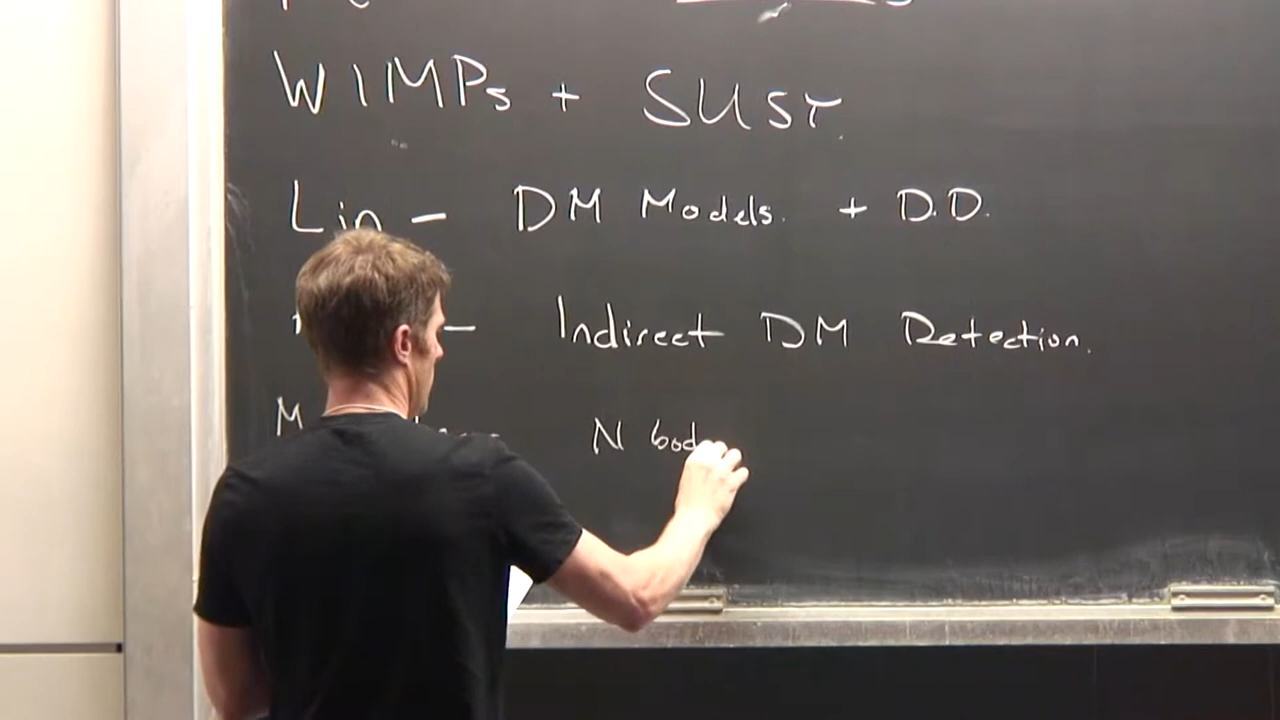 WIMPs + SUSY.
Lin - DM Models. + D.D.
- Indirect DM Detection.
N bod